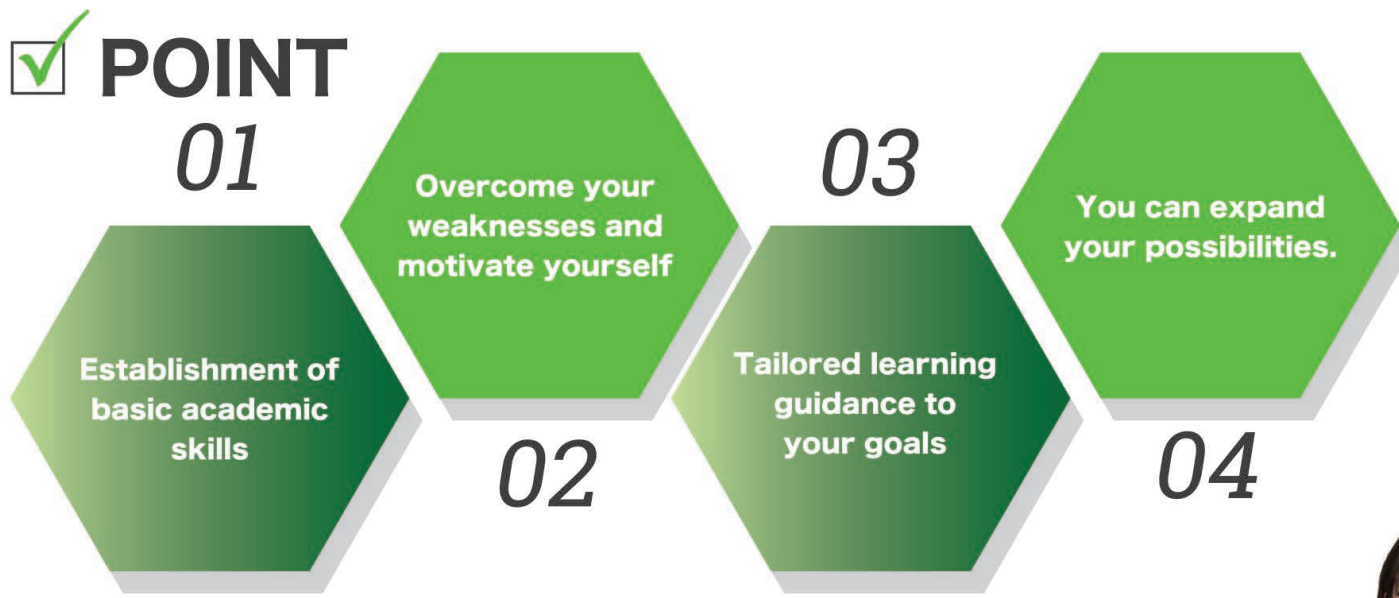 POINT
01
Establishment of
basic academic
skills
Overcome your
weaknesses and
motivate yourself
02
03
Tailored learning
guidance to
your goals
You can expand
your possibilities.
04